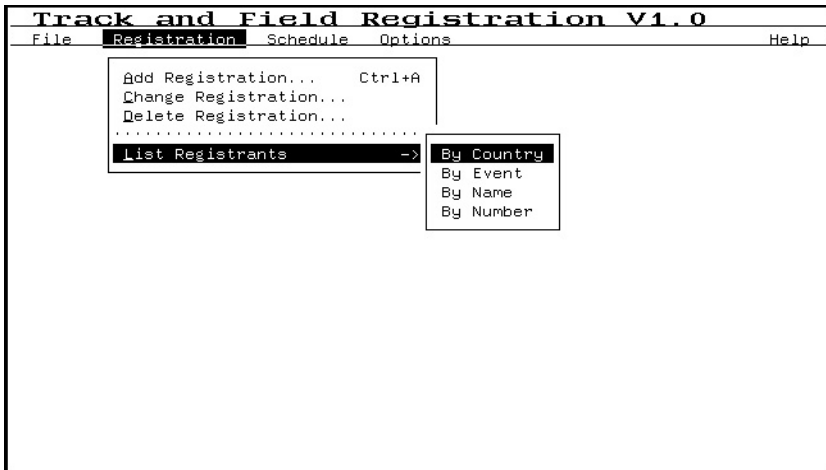 Track and Field Registration V1.0
File Registration Schedule Options Help
Add Registration... Ctrl+A
Change Registration...
Delete Registration...
List Registrants ->
By Country
By Event
By Name
By Number